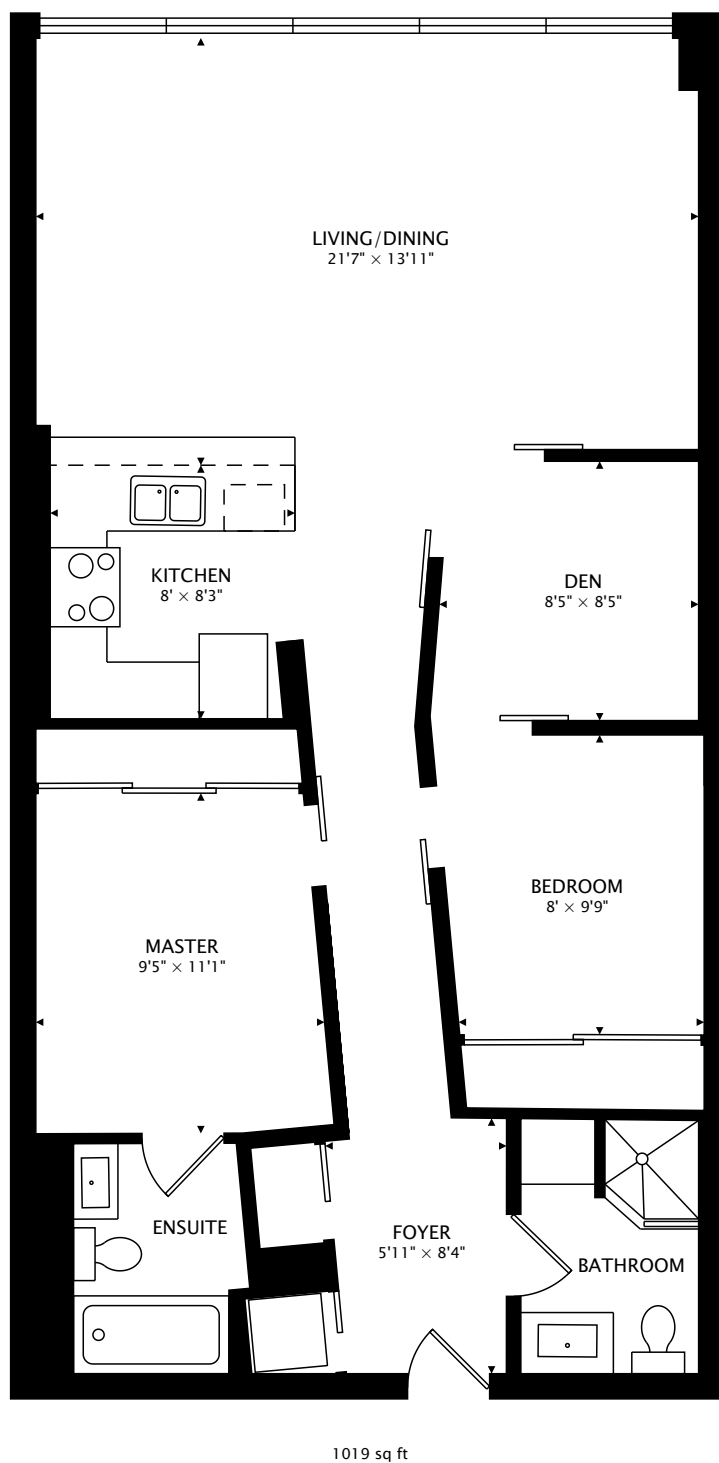 LIVING/DINING
21'7" × 13'11"
KITCHEN
8' × 8'3"
DEN
8'5" × 8'5"
BEDROOM
8' × 9'9"
MASTER
9'5" × 11'1"
ENSUITE
FOYER
5'11" × 8'4"
BATHROOM
1019 sq ft